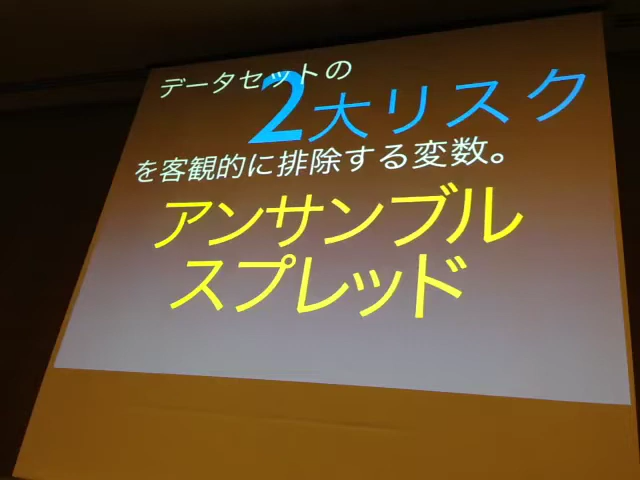 データセットの
2大リスク
を客観的に排除する変数。
アンサンブル
スプレッド